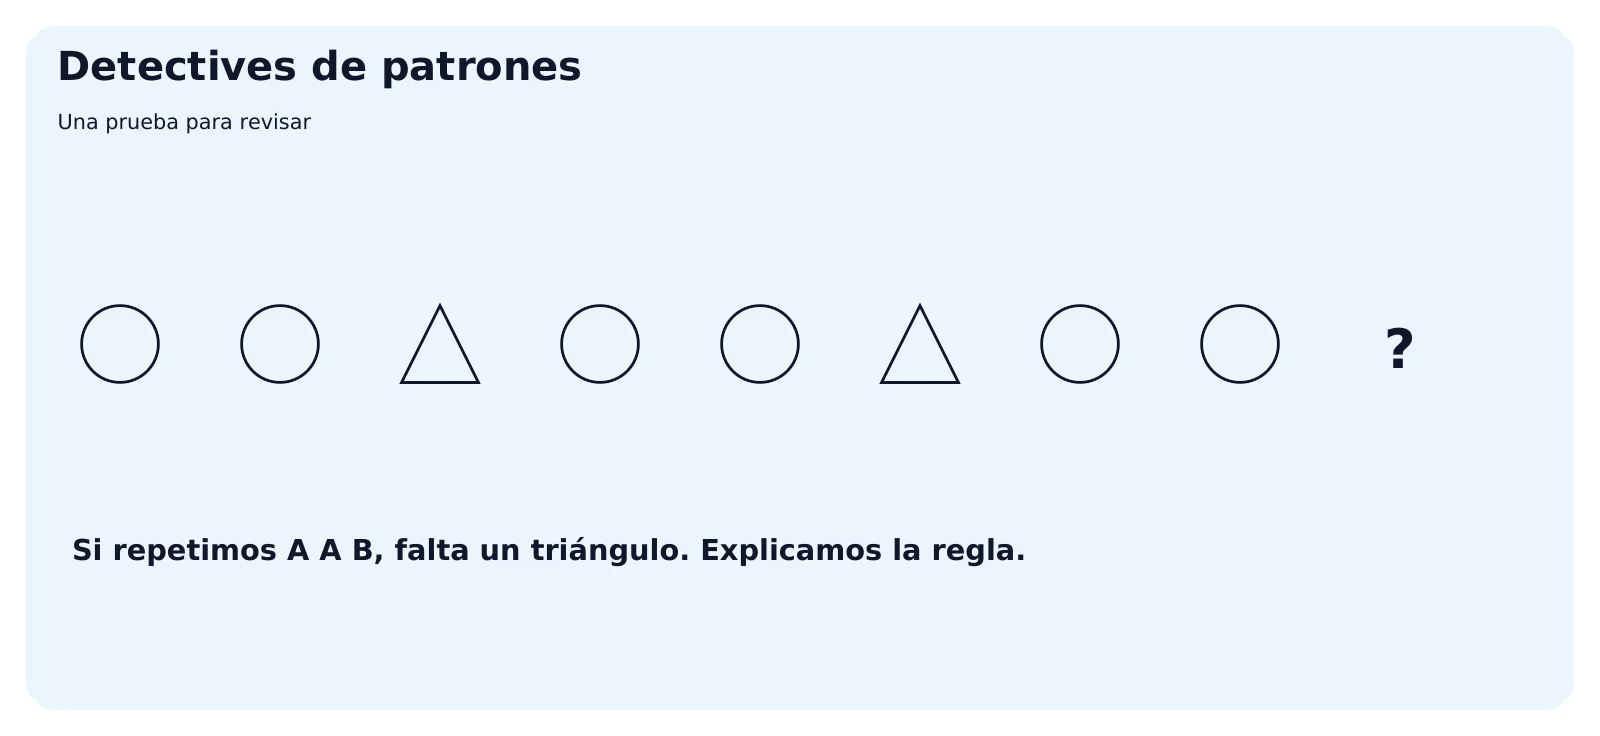 Detectives de patrones
Una prueba para revisar
?
Si repetimos A A B, falta un triángulo. Explicamos la regla.